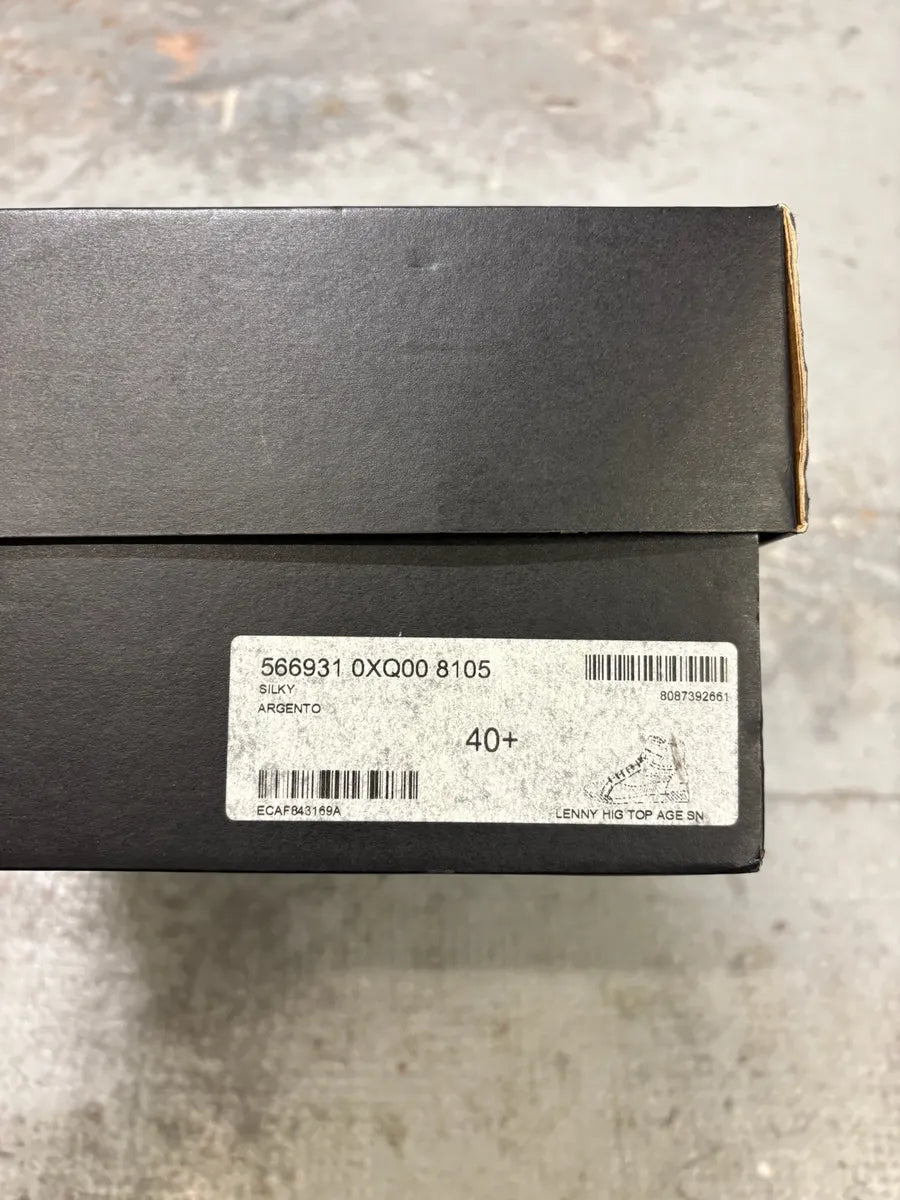 566931 0XQ00 8105
8087392661
SILKY
ARGENTO
40+
ECAF843169A
LENNY HIG TOP AGE SN